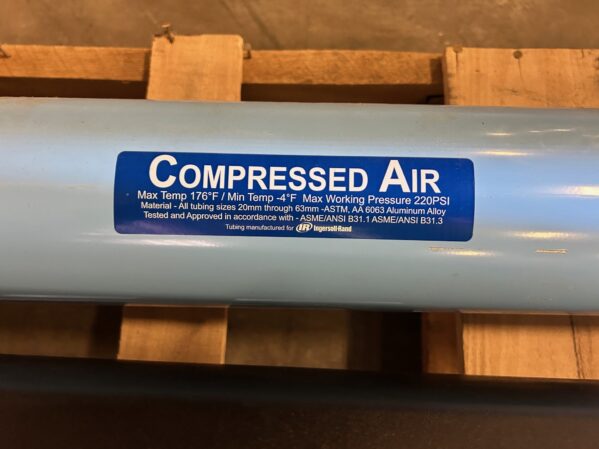 COMPRESSED AIR
Max Temp 176°F / Min Temp -4°F Max Working Pressure 220PSI
Material - All tubing sizes 20mm through 63mm -ASTM, AA 6063 Aluminum Alloy
Tested and Approved in accordance with - ASME/ANSI B31.1 ASME/ANSI B31.3
Tubing manufactured for IR Ingersoll-Rand